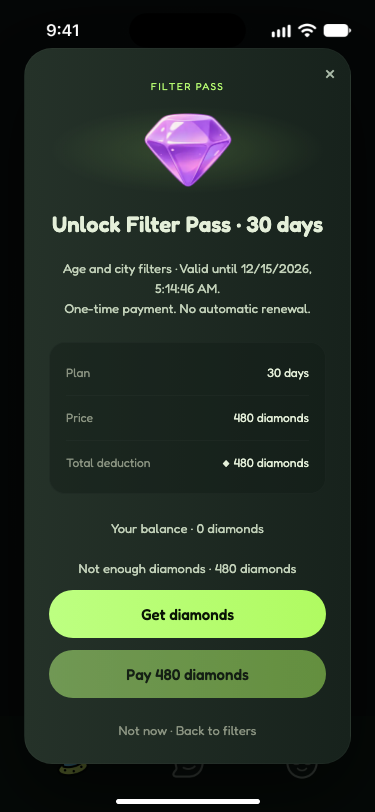 9:41
×
FILTER PASS
Unlock Filter Pass · 30 days
Age and city filters · Valid until 12/15/2026,
5:14:46 AM.
One-time payment. No automatic renewal.
Plan 30 days
Price 480 diamonds
Total deduction ◆ 480 diamonds
Your balance · 0 diamonds
Not enough diamonds · 480 diamonds
Get diamonds
Pay 480 diamonds
Not now · Back to filters